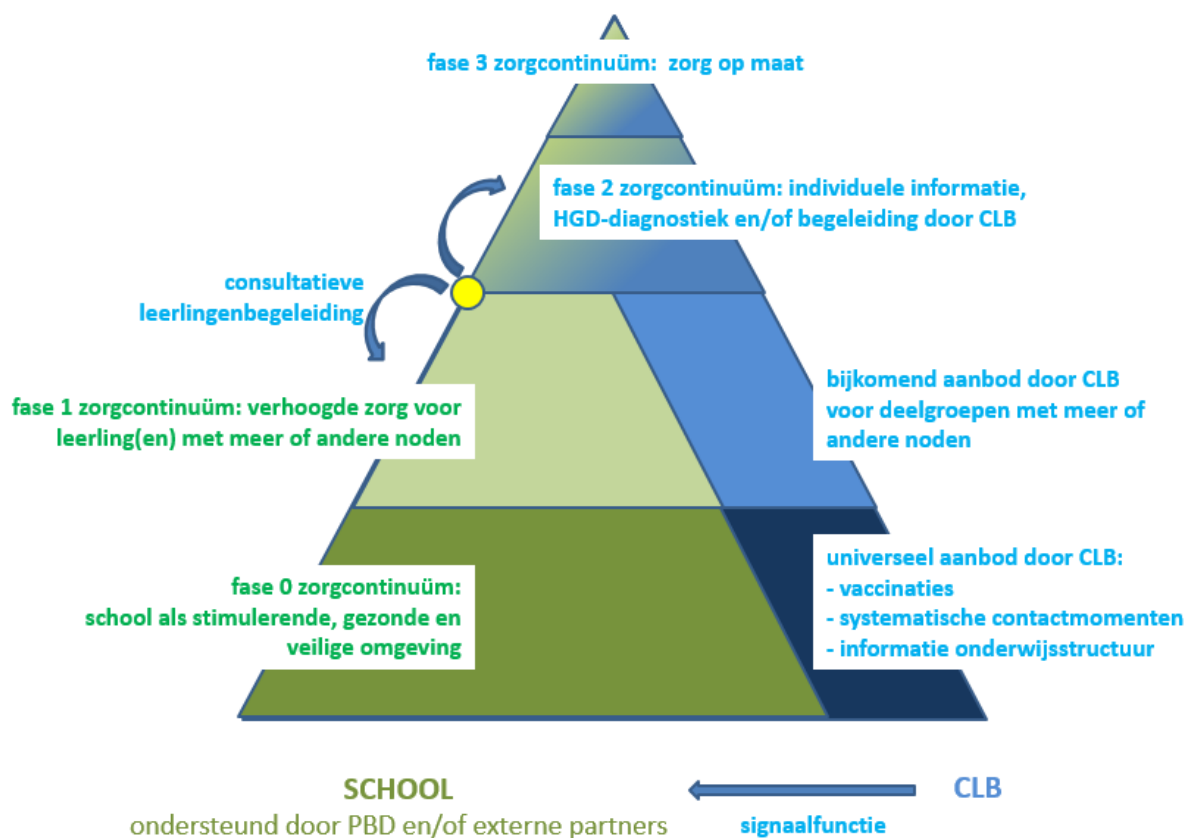 fase 3 zorgcontinuüm:  zorg op maat
fase 2 zorgcontinuüm: individuele informatie,
HGD-diagnostiek en/of begeleiding door CLB
consultatieve
leerlingenbegeleiding
fase 1 zorgcontinuüm: verhoogde zorg voor
leerling(en) met meer of andere noden
bijkomend aanbod door CLB
voor deelgroepen met meer of
andere noden
fase 0 zorgcontinuüm:
school als stimulerende, gezonde en
veilige omgeving
universeel aanbod door CLB:
- vaccinaties
- systematische contactmomenten
- informatie onderwijsstructuur
SCHOOL
ondersteund door PBD en/of externe partners
CLB
signaalfunctie